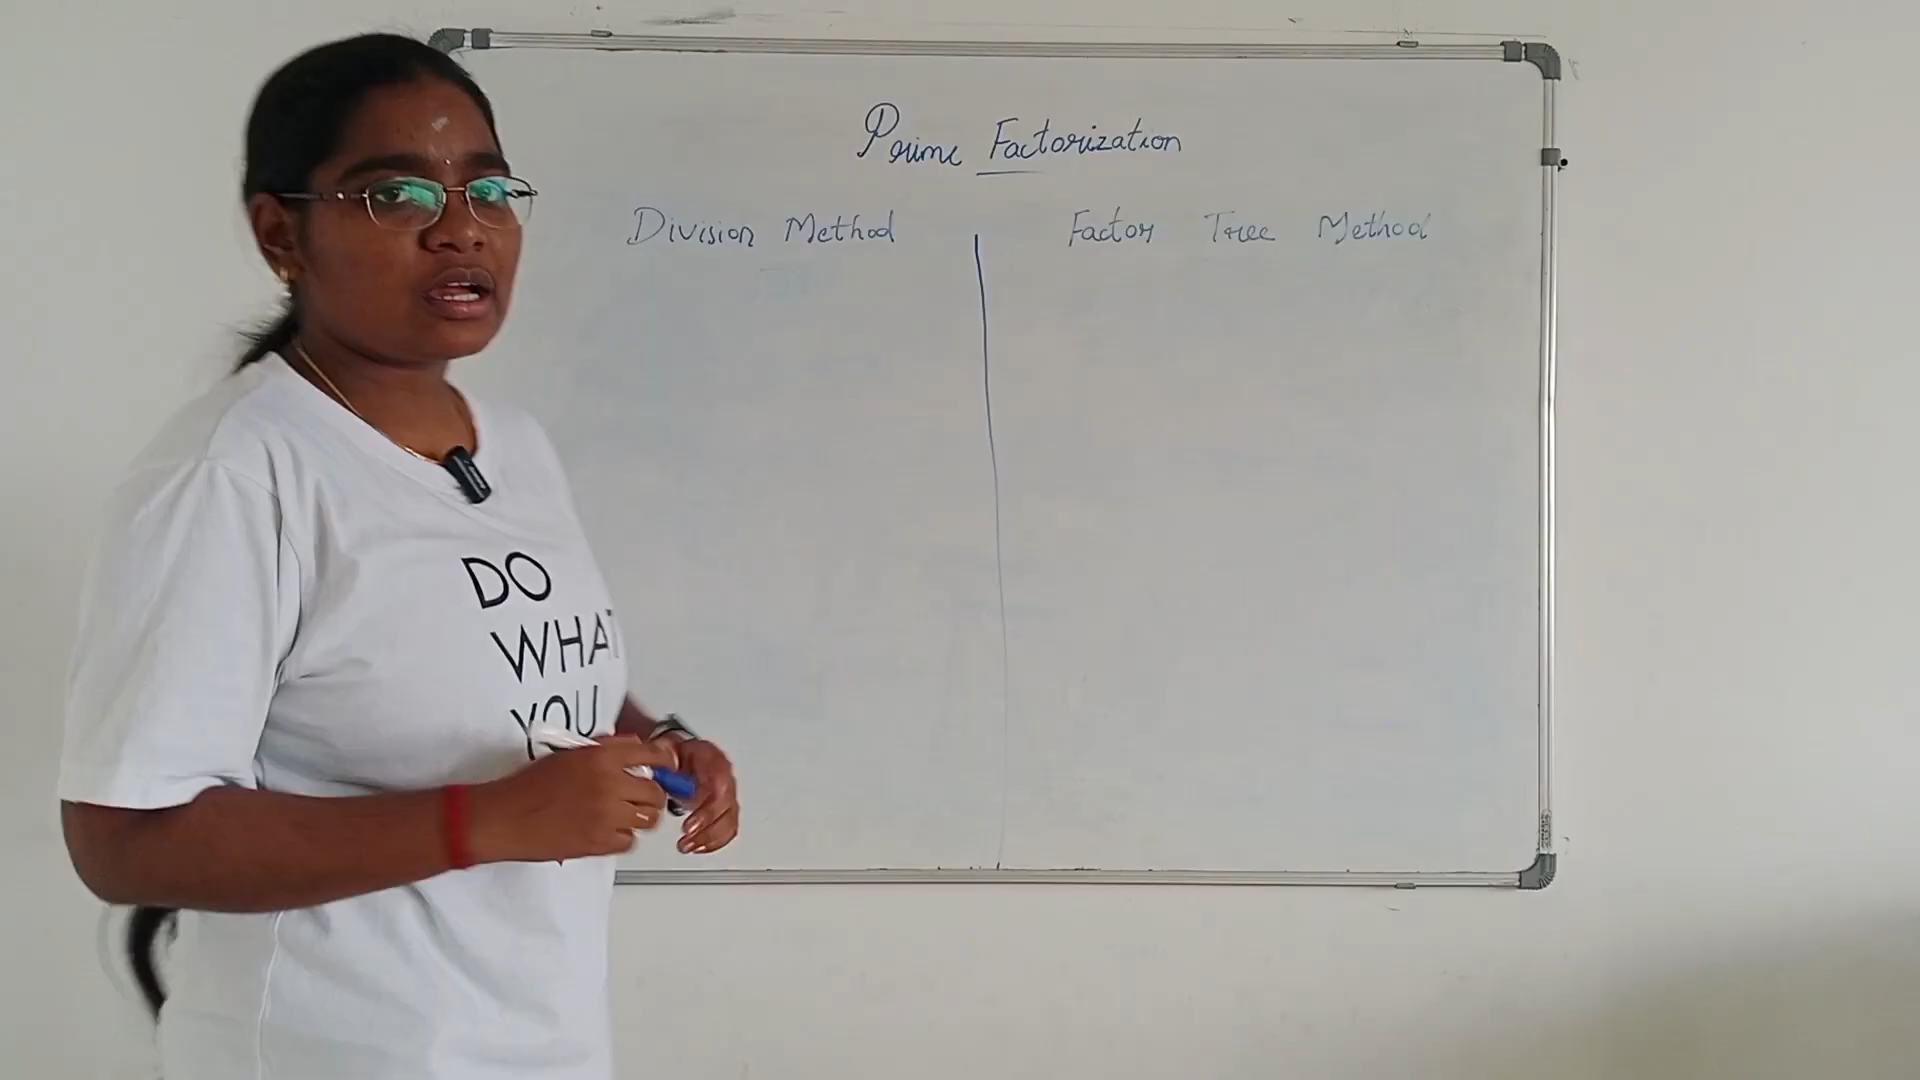 Prime Factorization
Division Method
Factor Tree Method
DO
WHAT
YOU